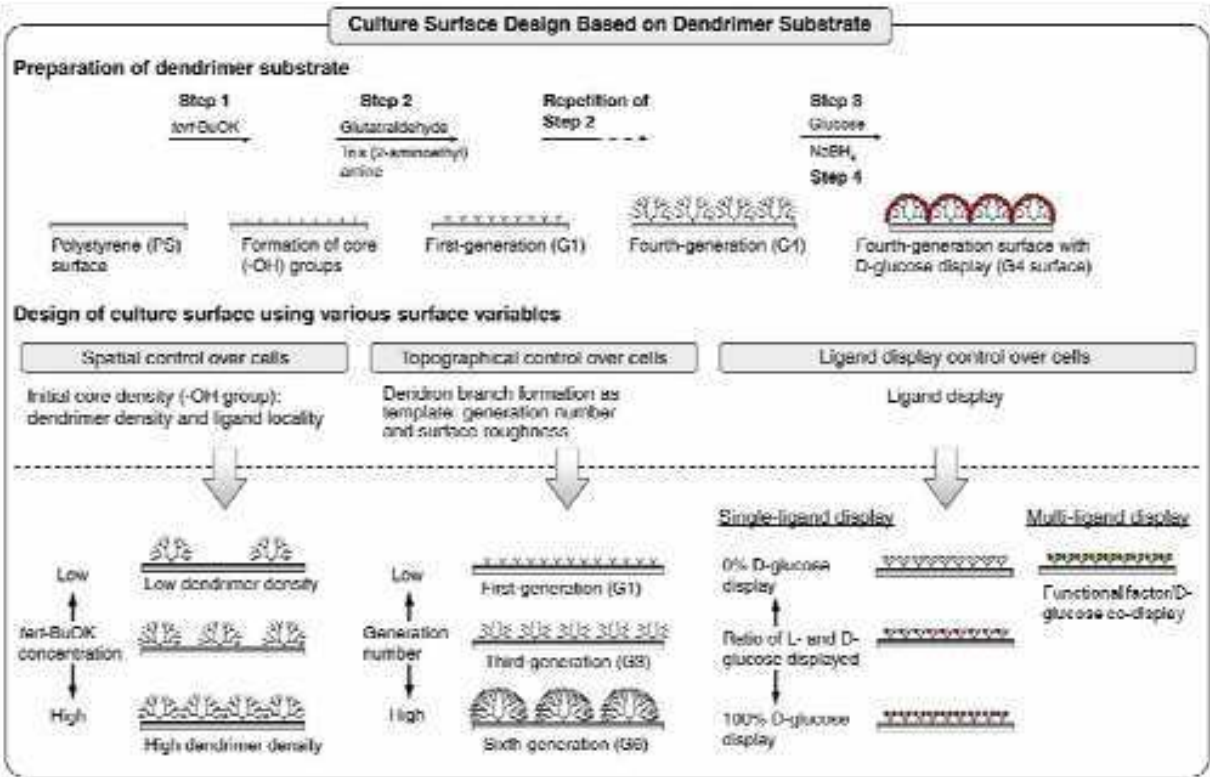 Culture Surface Design Based on Dendrimer Substrate
Preparation of dendrimer substrate
Step 1
tert-BuOK
Step 2
Glutatraldehyde
Tris (2-aminoethyl)
amine
Repetition of
Step 2
Step 3
Glucose
NaBH4
Step 4
Polystyrene (PS)
surface
Formation of core
(-OH) groups
First-generation (G1)
Fourth-generation (G4)
Fourth-generation surface with
D-glucose display (G4 surface)
Design of culture surface using various surface variables
Spatial control over cells
Initial core density (-OH group):
dendrimer density and ligand locality
Topographical control over cells
Dendron branch formation as
template: generation number
and surface roughness
Ligand display control over cells
Ligand display
Low
tert-BuOK
concentration
High
Low dendrimer density
High dendrimer density
Low
Generation
number
High
First-generation (G1)
Third-generation (G3)
Sixth generation (G6)
Single-ligand display
0% D-glucose
display
Ratio of L- and D-
glucose displayed
100% D-glucose
display
Multi-ligand display
Functional factor/D-
glucose co-display